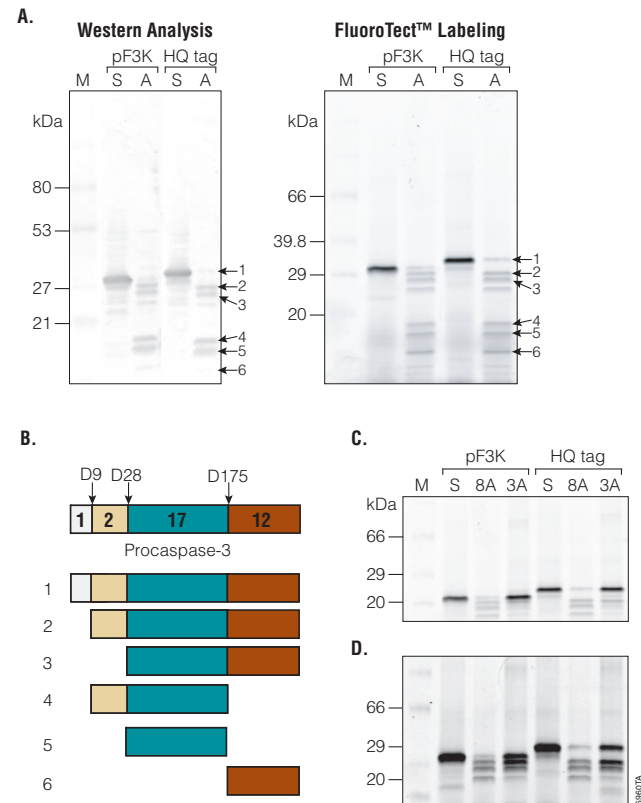 A.
Western Analysis
FluoroTect™ Labeling
pF3K HQ tag
M S A S A
kDa
80
53
27
21
1
2
3
4
5
6
pF3K HQ tag
M S A S A
kDa
66
39.8
29
20
1
2
3
4
5
6
B.
D9 D28 D175
1 2 17 12
Procaspase-3
1
2
3
4
5
6
C.
pF3K HQ tag
M S 8A 3A S 8A 3A
kDa
66
29
20
D.
66
29
20